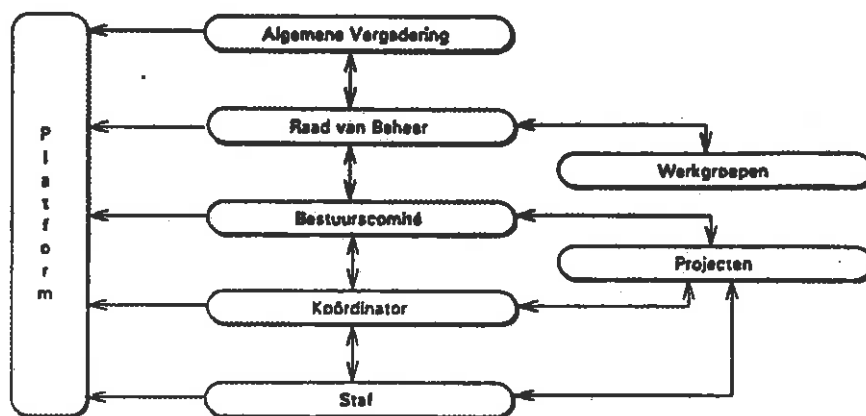 Platform
Algemene Vergadering
Raad van Beheer
Werkgroepen
Bestuurscomité
Projecten
Koördinator
Staf